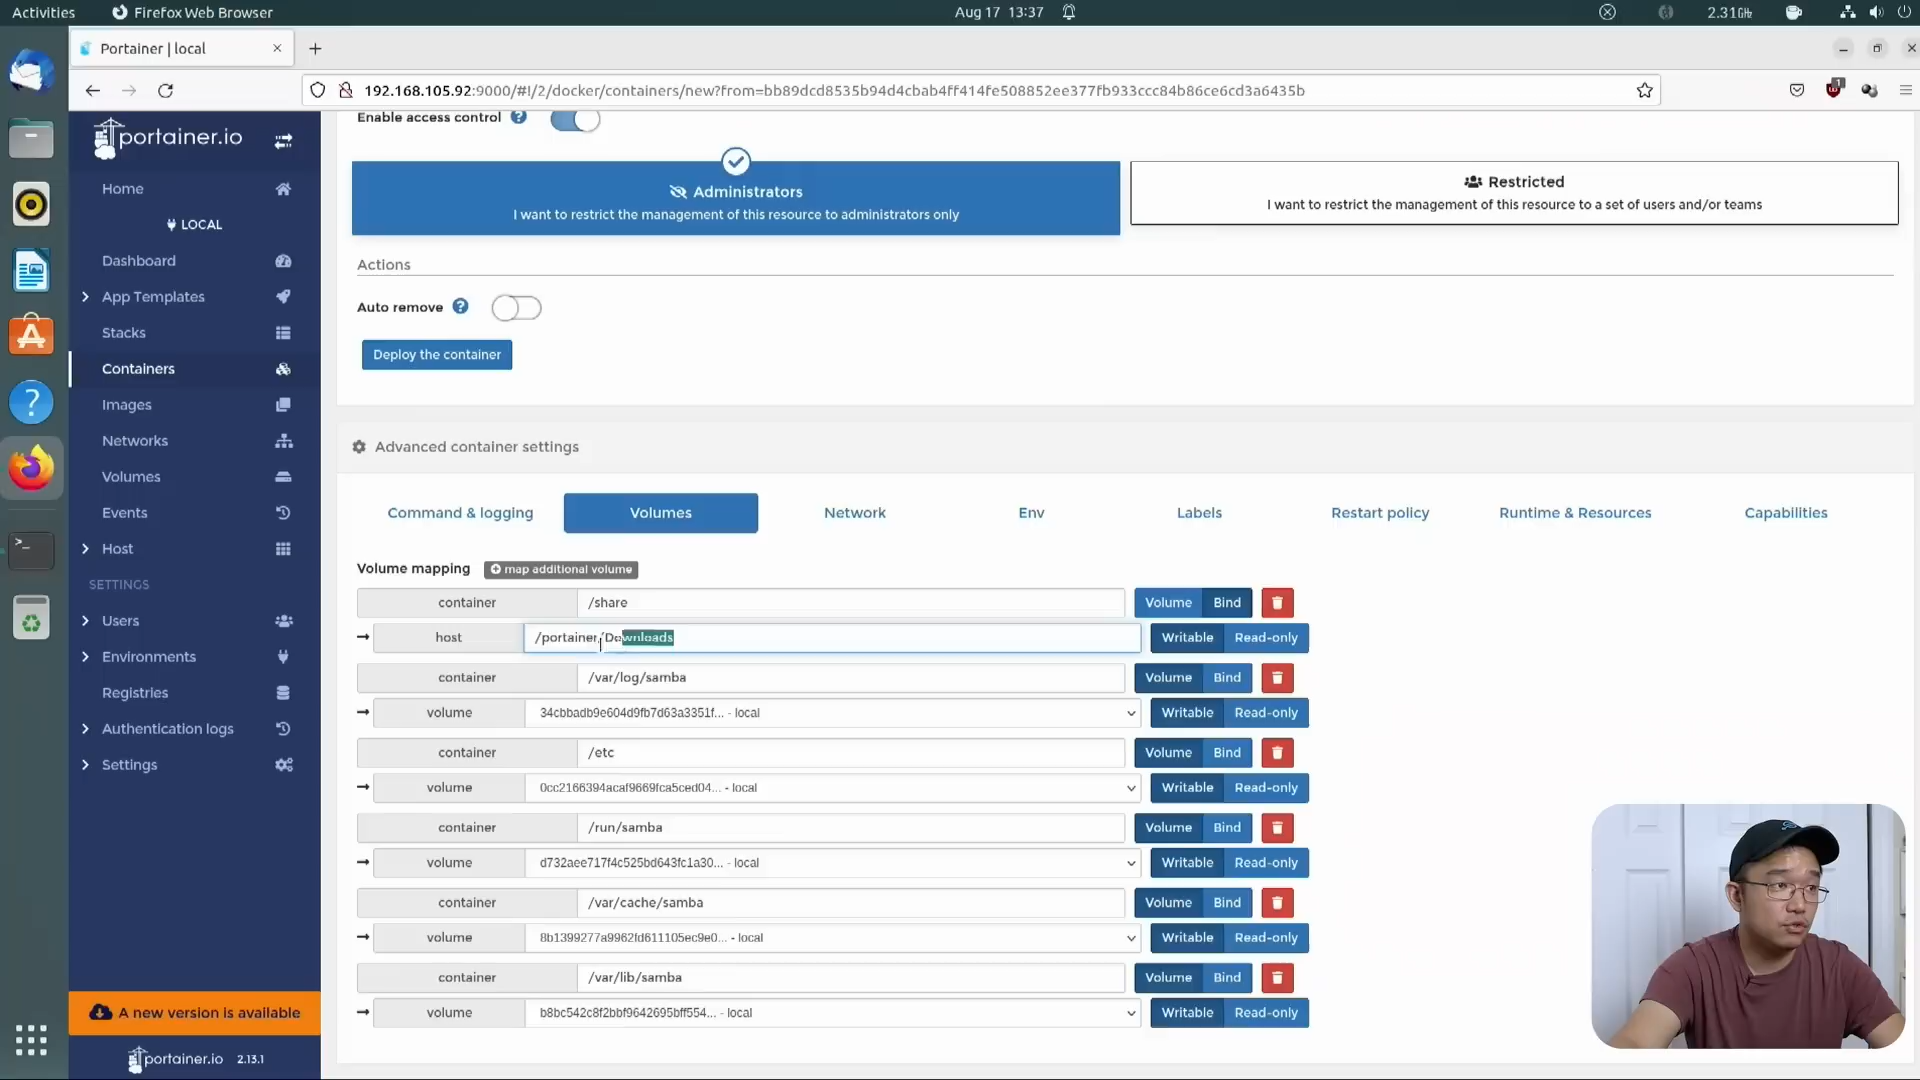 Activities
Firefox Web Browser
Aug 17 13:37
2.31GHz
Portainer | local
192.168.105.92:9000/#!/2/docker/containers/new?from=bb89dcd8535b94d4cbab4ff414fe508852ee377fb933ccc84b86ce6cd3a6435b
1
portainer.io
Home
LOCAL
Dashboard
App Templates
Stacks
Containers
Images
Networks
Volumes
Events
Host
SETTINGS
Users
Environments
Registries
Authentication logs
Settings
A new version is available
portainer.io 2.13.1
Enable access control
Administrators
I want to restrict the management of this resource to administrators only
Restricted
I want to restrict the management of this resource to a set of users and/or teams
Actions
Auto remove
Deploy the container
Advanced container settings
Command & logging Volumes Network Env Labels Restart policy Runtime & Resources Capabilities
Volume mapping map additional volume
container /share Volume Bind
host /portainer/Downloads Writable Read-only
container /var/log/samba Volume Bind
volume 34cbbadb9e604d9fb7d63a3351f... - local Writable Read-only
container /etc Volume Bind
volume 0cc2166394acaf9669fca5ced04... - local Writable Read-only
container /run/samba Volume Bind
volume d732aee717f4c525bd643fc1a30... - local Writable Read-only
container /var/cache/samba Volume Bind
volume 8b1399277a9962fd611105ec9e0... - local Writable Read-only
container /var/lib/samba Volume Bind
volume b8bc542c8f2bbf9642695bff554... - local Writable Read-only